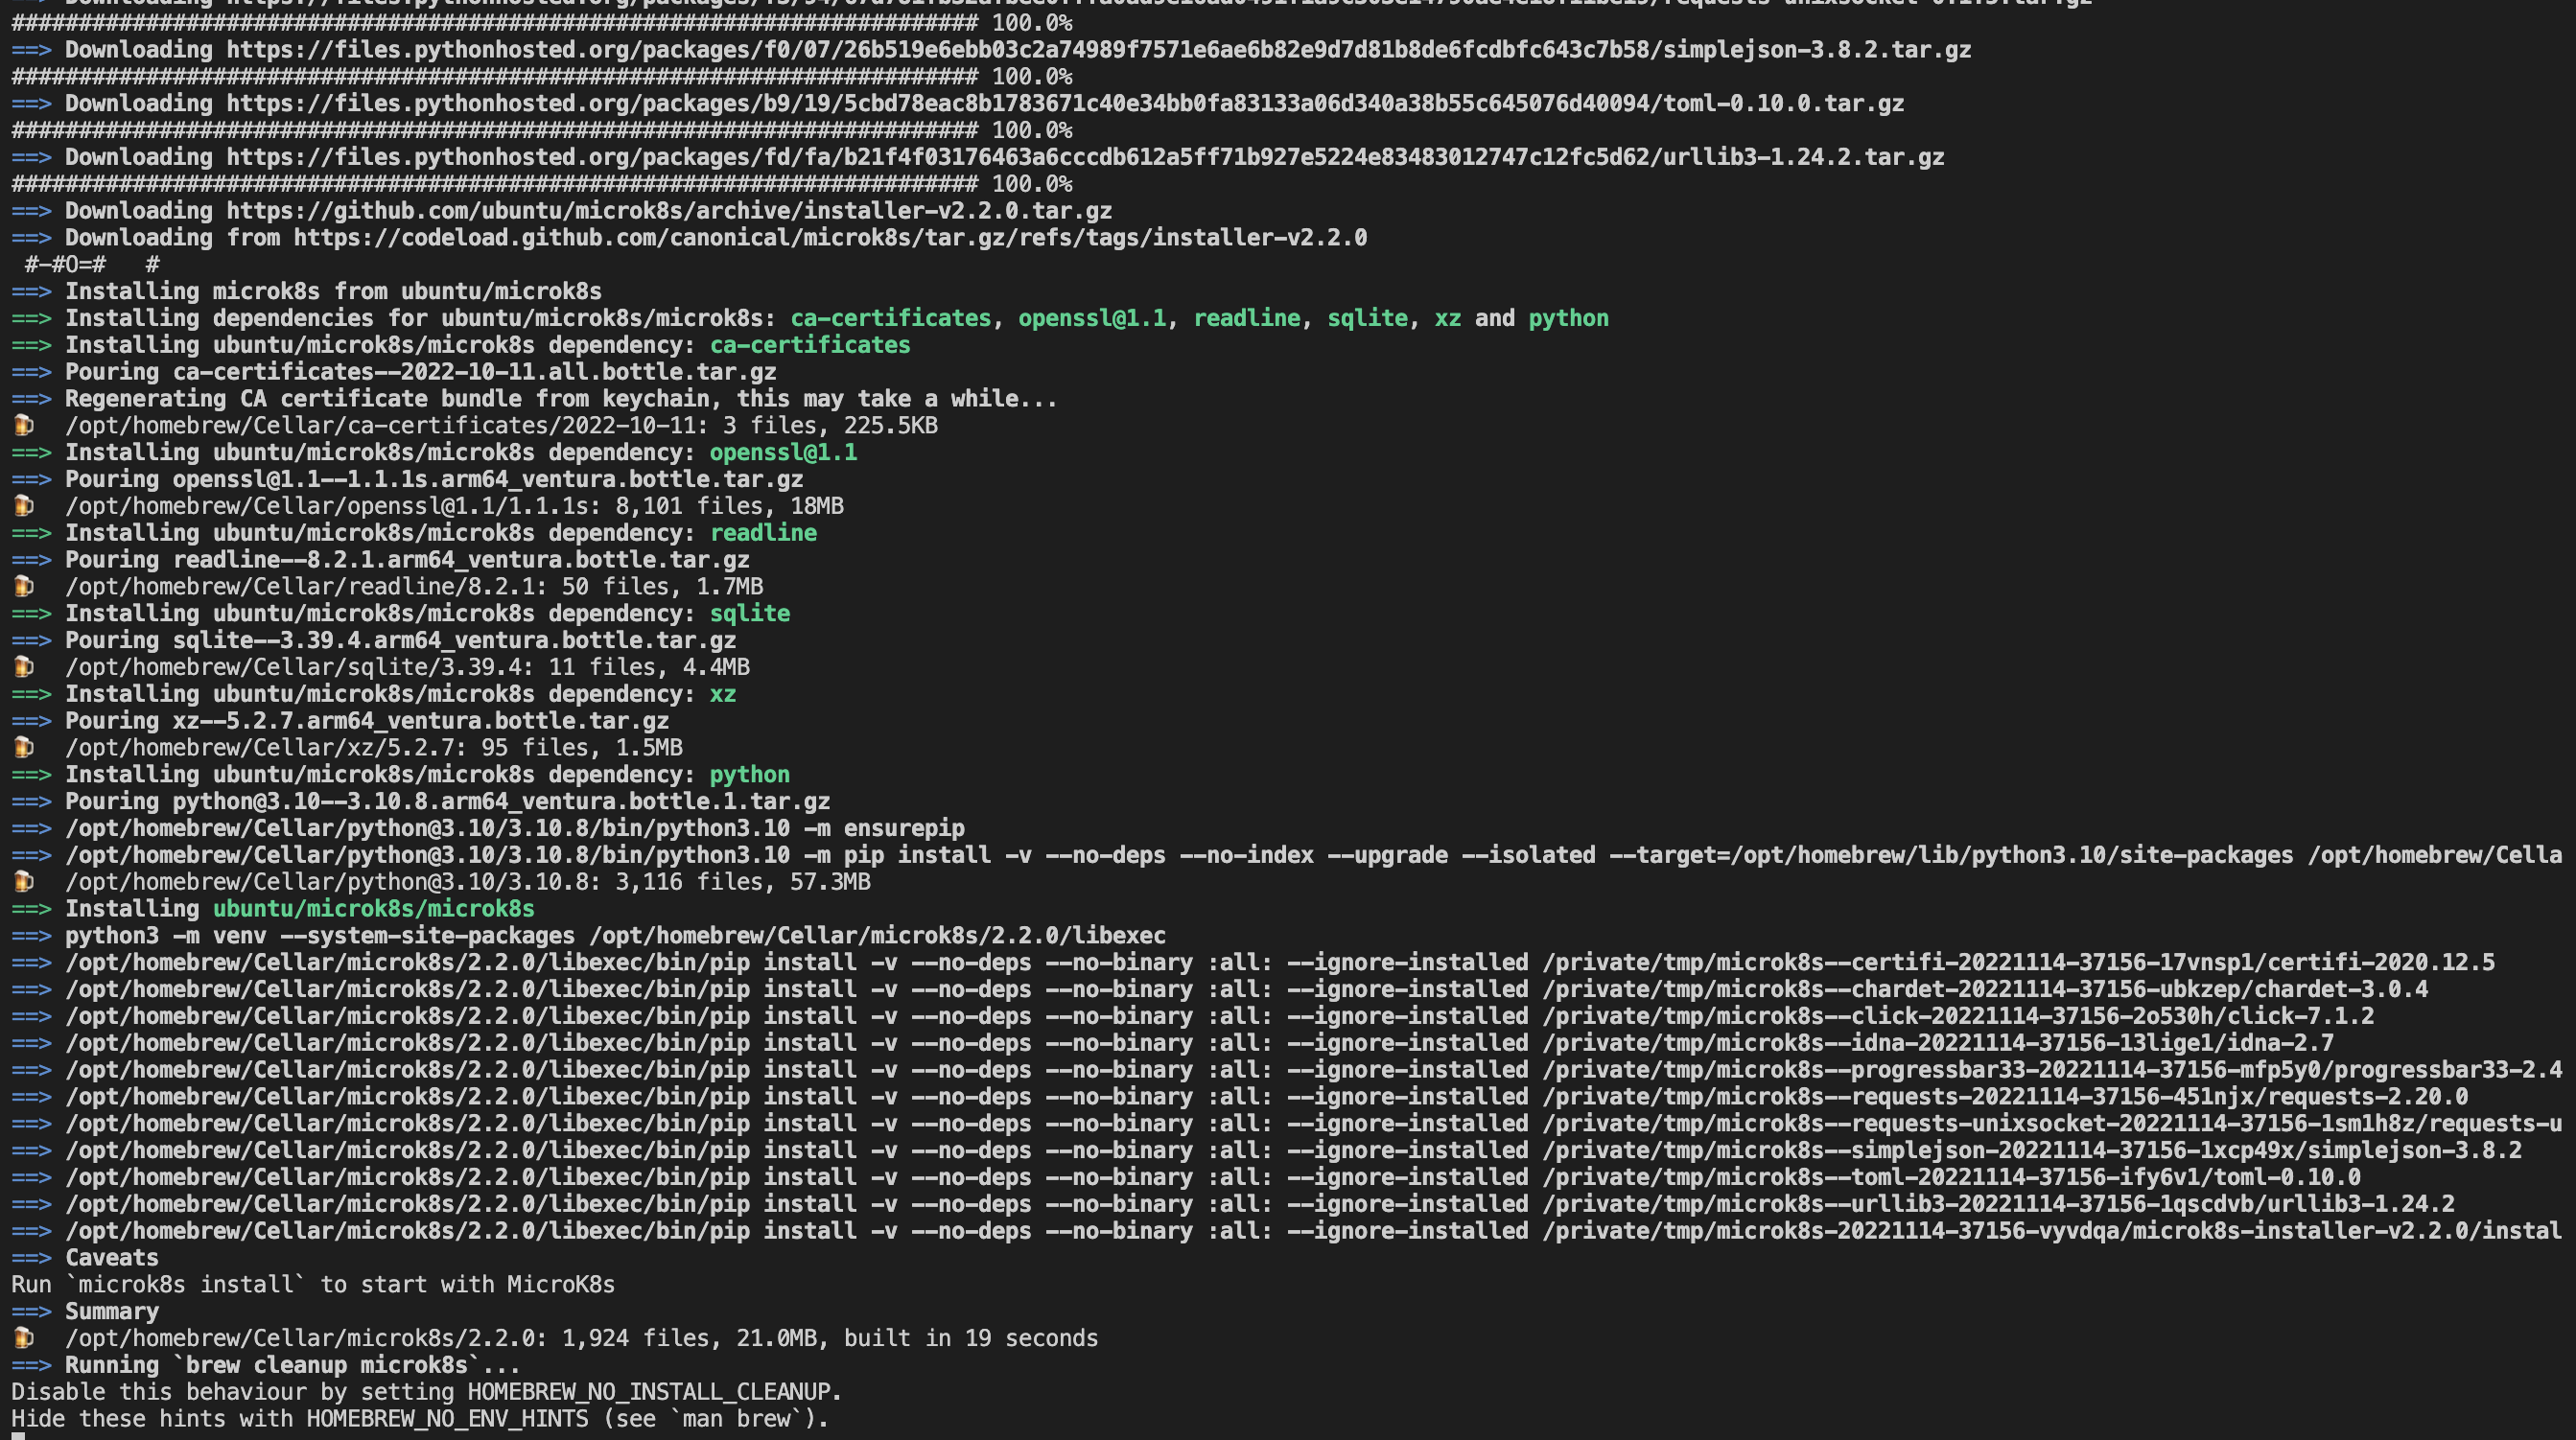 ######################################################################## 100.0%
==> Downloading https://files.pythonhosted.org/packages/f0/07/26b519e6ebb03c2a74989f7571e6ae6b82e9d7d81b8de6fcdbfc643c7b58/simplejson-3.8.2.tar.gz
######################################################################## 100.0%
==> Downloading https://files.pythonhosted.org/packages/b9/19/5cbd78eac8b1783671c40e34bb0fa83133a06d340a38b55c645076d40094/toml-0.10.0.tar.gz
######################################################################## 100.0%
==> Downloading https://files.pythonhosted.org/packages/fd/fa/b21f4f03176463a6cccdb612a5ff71b927e5224e83483012747c12fc5d62/urllib3-1.24.2.tar.gz
######################################################################## 100.0%
==> Downloading https://github.com/ubuntu/microk8s/archive/installer-v2.2.0.tar.gz
==> Downloading from https://codeload.github.com/canonical/microk8s/tar.gz/refs/tags/installer-v2.2.0
 #-#O=#   #
==> Installing microk8s from ubuntu/microk8s
==> Installing dependencies for ubuntu/microk8s/microk8s: ca-certificates, openssl@1.1, readline, sqlite, xz and python
==> Installing ubuntu/microk8s/microk8s dependency: ca-certificates
==> Pouring ca-certificates--2022-10-11.all.bottle.tar.gz
==> Regenerating CA certificate bundle from keychain, this may take a while...
🍺  /opt/homebrew/Cellar/ca-certificates/2022-10-11: 3 files, 225.5KB
==> Installing ubuntu/microk8s/microk8s dependency: openssl@1.1
==> Pouring openssl@1.1--1.1.1s.arm64_ventura.bottle.tar.gz
🍺  /opt/homebrew/Cellar/openssl@1.1/1.1.1s: 8,101 files, 18MB
==> Installing ubuntu/microk8s/microk8s dependency: readline
==> Pouring readline--8.2.1.arm64_ventura.bottle.tar.gz
🍺  /opt/homebrew/Cellar/readline/8.2.1: 50 files, 1.7MB
==> Installing ubuntu/microk8s/microk8s dependency: sqlite
==> Pouring sqlite--3.39.4.arm64_ventura.bottle.tar.gz
🍺  /opt/homebrew/Cellar/sqlite/3.39.4: 11 files, 4.4MB
==> Installing ubuntu/microk8s/microk8s dependency: xz
==> Pouring xz--5.2.7.arm64_ventura.bottle.tar.gz
🍺  /opt/homebrew/Cellar/xz/5.2.7: 95 files, 1.5MB
==> Installing ubuntu/microk8s/microk8s dependency: python
==> Pouring python@3.10--3.10.8.arm64_ventura.bottle.1.tar.gz
==> /opt/homebrew/Cellar/python@3.10/3.10.8/bin/python3.10 -m ensurepip
==> /opt/homebrew/Cellar/python@3.10/3.10.8/bin/python3.10 -m pip install -v --no-deps --no-index --upgrade --isolated --target=/opt/homebrew/lib/python3.10/site-packages /opt/homebrew/Cella
🍺  /opt/homebrew/Cellar/python@3.10/3.10.8: 3,116 files, 57.3MB
==> Installing ubuntu/microk8s/microk8s
==> python3 -m venv --system-site-packages /opt/homebrew/Cellar/microk8s/2.2.0/libexec
==> /opt/homebrew/Cellar/microk8s/2.2.0/libexec/bin/pip install -v --no-deps --no-binary :all: --ignore-installed /private/tmp/microk8s--certifi-20221114-37156-17vnsp1/certifi-2020.12.5
==> /opt/homebrew/Cellar/microk8s/2.2.0/libexec/bin/pip install -v --no-deps --no-binary :all: --ignore-installed /private/tmp/microk8s--chardet-20221114-37156-ubkzep/chardet-3.0.4
==> /opt/homebrew/Cellar/microk8s/2.2.0/libexec/bin/pip install -v --no-deps --no-binary :all: --ignore-installed /private/tmp/microk8s--click-20221114-37156-2o530h/click-7.1.2
==> /opt/homebrew/Cellar/microk8s/2.2.0/libexec/bin/pip install -v --no-deps --no-binary :all: --ignore-installed /private/tmp/microk8s--idna-20221114-37156-13lige1/idna-2.7
==> /opt/homebrew/Cellar/microk8s/2.2.0/libexec/bin/pip install -v --no-deps --no-binary :all: --ignore-installed /private/tmp/microk8s--progressbar33-20221114-37156-mfp5y0/progressbar33-2.4
==> /opt/homebrew/Cellar/microk8s/2.2.0/libexec/bin/pip install -v --no-deps --no-binary :all: --ignore-installed /private/tmp/microk8s--requests-20221114-37156-451njx/requests-2.20.0
==> /opt/homebrew/Cellar/microk8s/2.2.0/libexec/bin/pip install -v --no-deps --no-binary :all: --ignore-installed /private/tmp/microk8s--requests-unixsocket-20221114-37156-1sm1h8z/requests-u
==> /opt/homebrew/Cellar/microk8s/2.2.0/libexec/bin/pip install -v --no-deps --no-binary :all: --ignore-installed /private/tmp/microk8s--simplejson-20221114-37156-1xcp49x/simplejson-3.8.2
==> /opt/homebrew/Cellar/microk8s/2.2.0/libexec/bin/pip install -v --no-deps --no-binary :all: --ignore-installed /private/tmp/microk8s--toml-20221114-37156-ify6v1/toml-0.10.0
==> /opt/homebrew/Cellar/microk8s/2.2.0/libexec/bin/pip install -v --no-deps --no-binary :all: --ignore-installed /private/tmp/microk8s--urllib3-20221114-37156-1qscdvb/urllib3-1.24.2
==> /opt/homebrew/Cellar/microk8s/2.2.0/libexec/bin/pip install -v --no-deps --no-binary :all: --ignore-installed /private/tmp/microk8s-20221114-37156-vyvdqa/microk8s-installer-v2.2.0/instal
==> Caveats
Run `microk8s install` to start with MicroK8s
==> Summary
🍺  /opt/homebrew/Cellar/microk8s/2.2.0: 1,924 files, 21.0MB, built in 19 seconds
==> Running `brew cleanup microk8s`...
Disable this behaviour by setting HOMEBREW_NO_INSTALL_CLEANUP.
Hide these hints with HOMEBREW_NO_ENV_HINTS (see `man brew`).